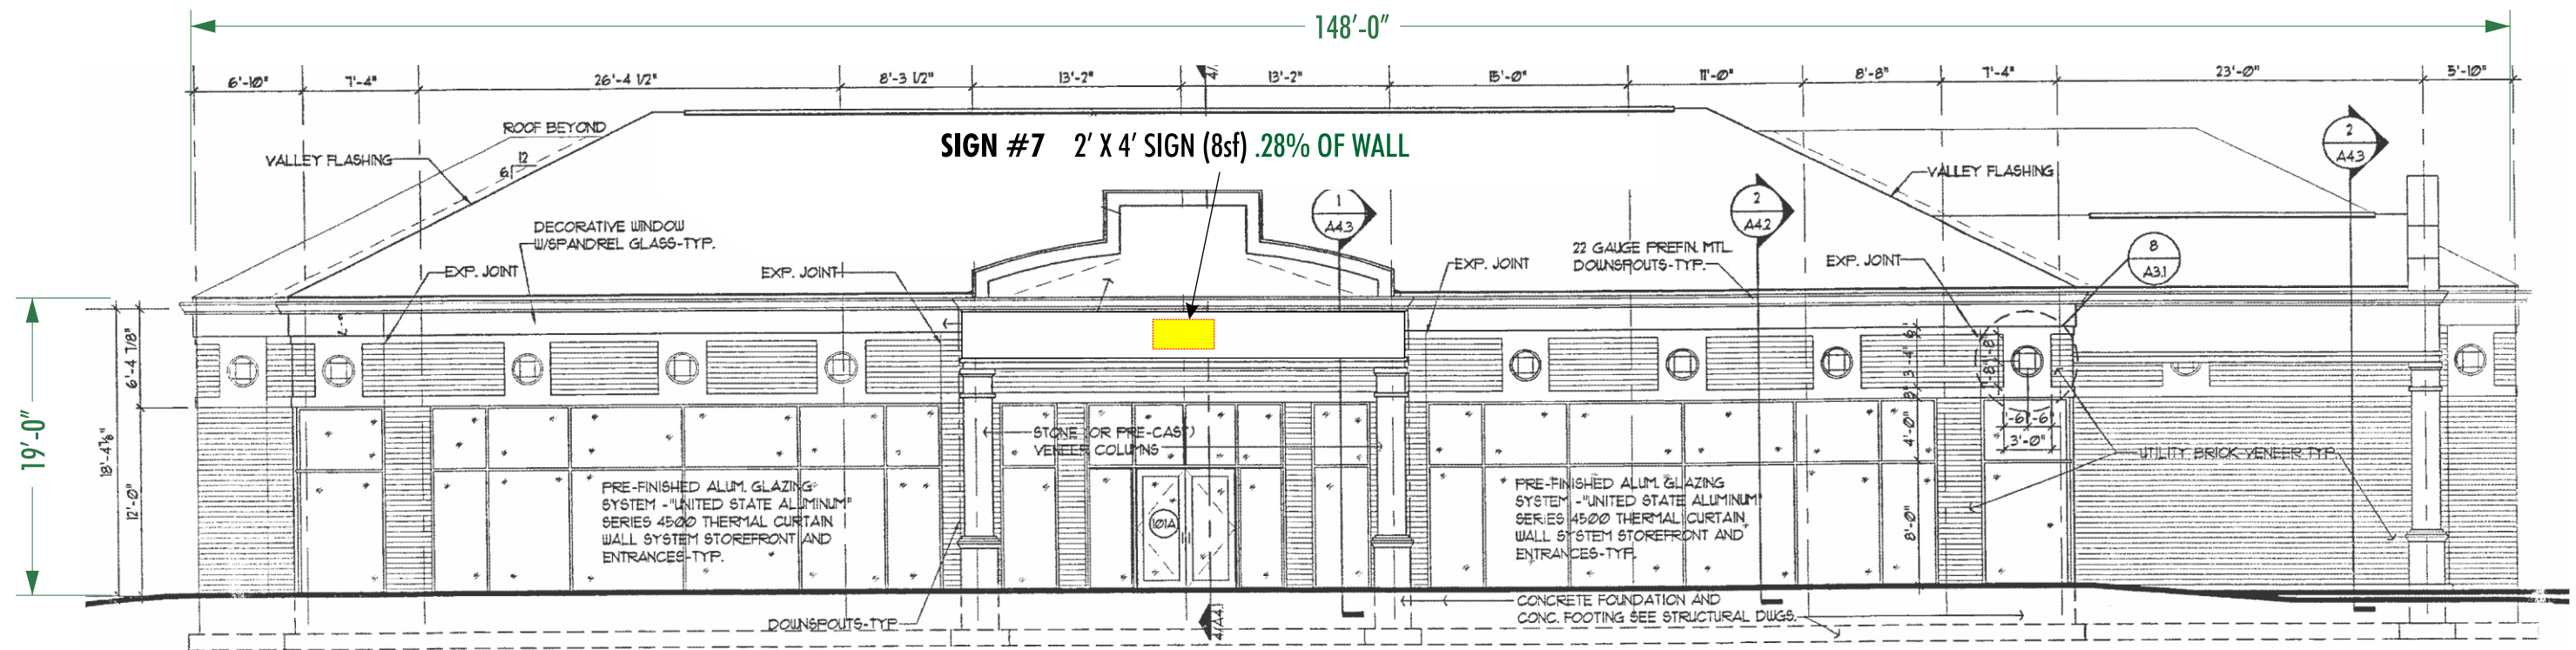 148'-0"
6'-10" 7'-4" 26'-4 1/2" 8'-3 1/2" 13'-2" 13'-2" 15'-0" 11'-0" 8'-8" 7'-4" 23'-0" 5'-10"
ROOF BEYOND
SIGN #7 2' X 4' SIGN (8sf) .28% OF WALL
2
A4.3
VALLEY FLASHING
12
6
VALLEY FLASHING
1
A4.3
2
A4.2
DECORATIVE WINDOW
W/SPANDREL GLASS-TYP.
22 GAUGE PREFIN. MTL.
DOWNSPOUTS-TYP.
8
A3.1
EXP. JOINT
EXP. JOINT
EXP. JOINT
EXP. JOINT
19'-0"
18'-4 7/8"
6'-4 7/8"
12'-0"
STONE (OR PRE-CAST)
VENEER COLUMNS
4'-0"
3'-0"
UTILITY BRICK VENEER TYP.
PRE-FINISHED ALUM. GLAZING
SYSTEM -"UNITED STATE ALUMINUM"
SERIES 4500 THERMAL CURTAIN
WALL SYSTEM STOREFRONT AND
ENTRANCES-TYP.
101A
PRE-FINISHED ALUM. GLAZING
SYSTEM -"UNITED STATE ALUMINUM"
SERIES 4500 THERMAL CURTAIN
WALL SYSTEM STOREFRONT AND
ENTRANCES-TYP.
8'-0"
CONCRETE FOUNDATION AND
CONC. FOOTING SEE STRUCTURAL DWGS.
DOWNSPOUTS-TYP
4/A4.1